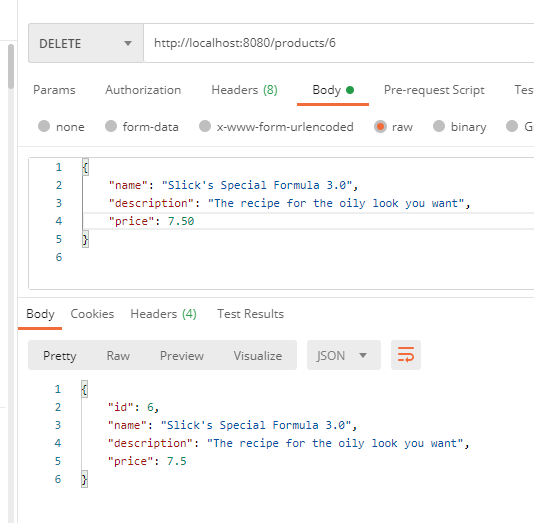 DELETE http://localhost:8080/products/6
Params Authorization Headers (8) Body Pre-request Script Tes
none form-data x-www-form-urlencoded raw binary G
1 {
2 "name": "Slick's Special Formula 3.0",
3 "description": "The recipe for the oily look you want",
4 "price": 7.50
5 }
6
Body Cookies Headers (4) Test Results
Pretty Raw Preview Visualize JSON
1 {
2 "id": 6,
3 "name": "Slick's Special Formula 3.0",
4 "description": "The recipe for the oily look you want",
5 "price": 7.5
6 }